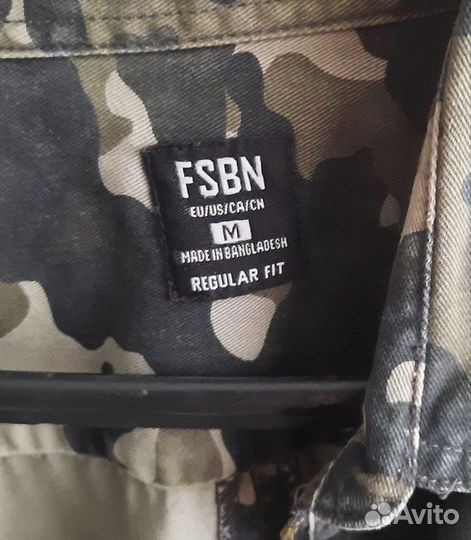 FSBN
EU/US/CA/CN
M
MADE IN BANGLADESH
REGULAR FIT
Avito